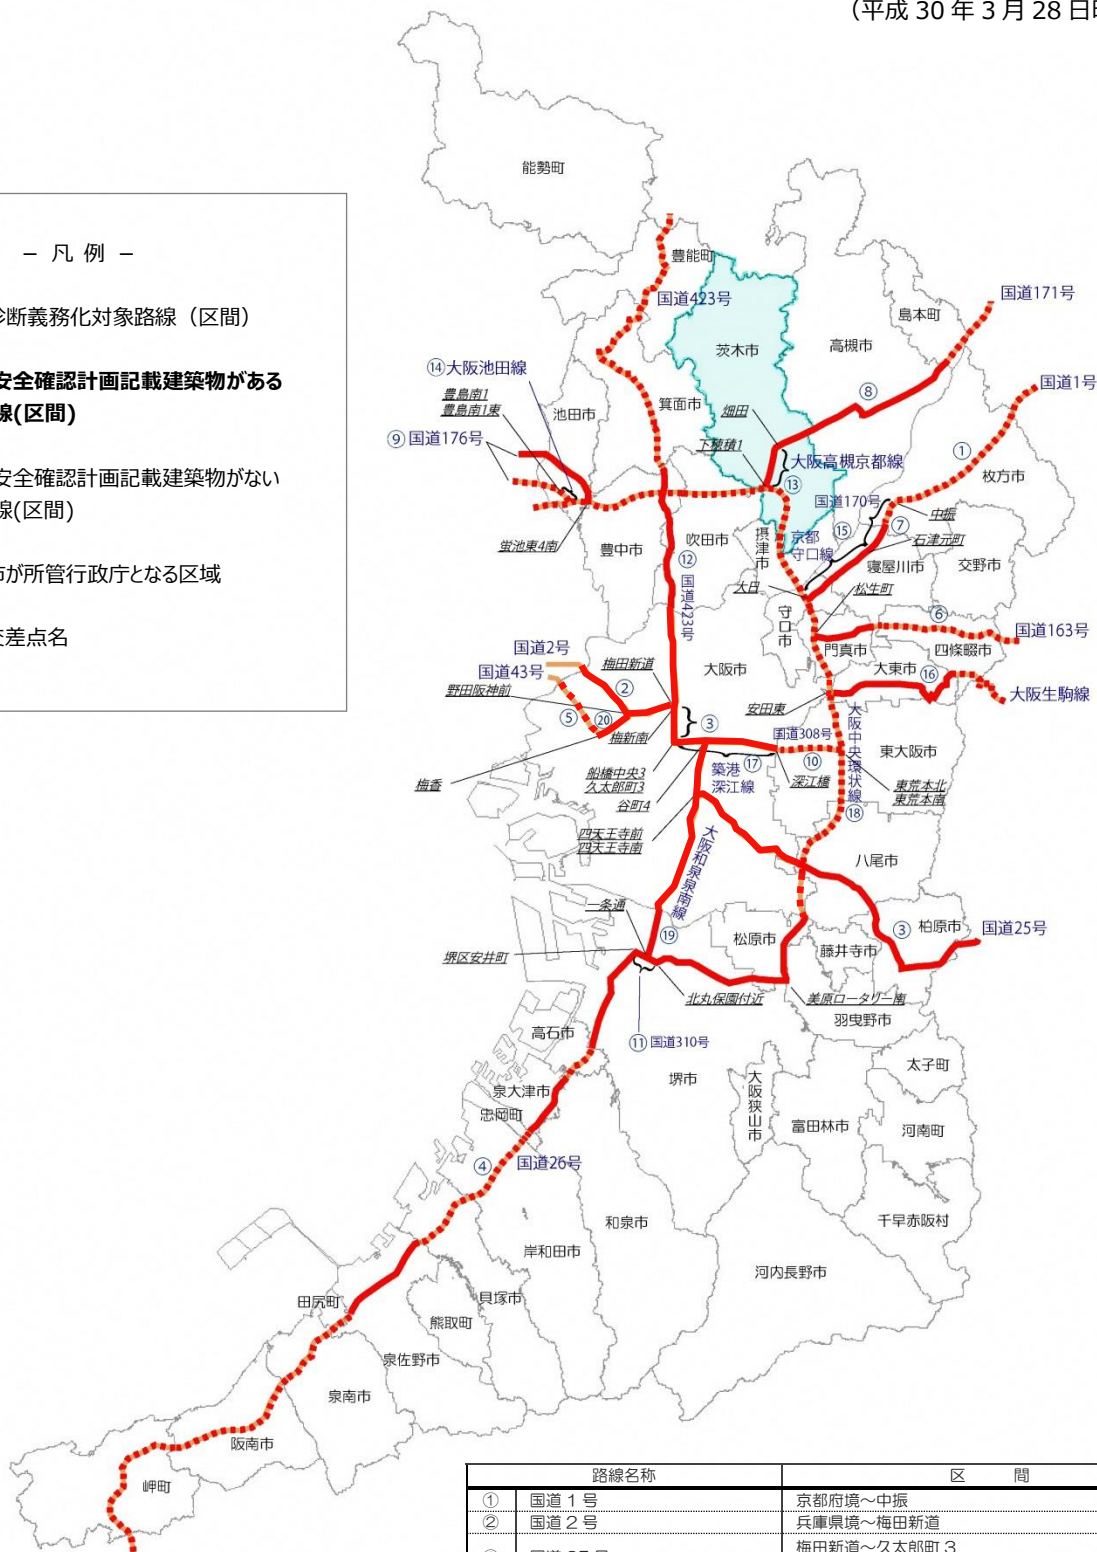 （平成 30 年 3 月 28 日
－ 凡 例 －
診断義務化対象路線（区間）
安全確認計画記載建築物がある
線(区間)
安全確認計画記載建築物がない
線(区間)
市が所管行政庁となる区域
交差点名
能勢町
豊能町
国道423号
国道171号
島本町
茨木市
高槻市
⑭大阪池田線
豊島南1
豊島南1東
池田市
箕面市
畑田
⑧
国道1号
⑨国道176号
下穂積1
大阪高槻京都線
①
枚方市
⑬
国道170号
中振
蛍池東4南
豊中市
吹田市
摂津市
京都
守口線
⑮
⑦
石津元町
寝屋川市
交野市
⑫
国道423号
大日
松生町
守口市
⑥
国道163号
門真市
四條畷市
国道2号
国道43号
梅田新道
大阪市
大東市
⑯
大阪生駒線
野田阪神前
②
安田東
⑤
⑳
梅新南
③
国道308号
大阪中央環状線
東大阪市
梅香
船橋中央3
久太郎町3
築港
深江線
⑰
⑩
深江橋
東荒本北
東荒本南
谷町4
⑱
四天王寺前
四天王寺南
大阪和泉泉南線
八尾市
一条通
⑲
松原市
③
柏原市
国道25号
堺区安井町
藤井寺市
北丸保園付近
美原ロータリー南
羽曳野市
高石市
⑪国道310号
太子町
堺市
泉大津市
大阪狭山市
忠岡町
富田林市
河南町
④
国道26号
和泉市
千早赤阪村
岸和田市
河内長野市
貝塚市
田尻町
熊取町
泉佐野市
泉南市
阪南市
岬町
路線名称 区 間
① 国道 1 号 京都府境～中振
② 国道 2 号 兵庫県境～梅田新道
梅田新道～久太郎町 3